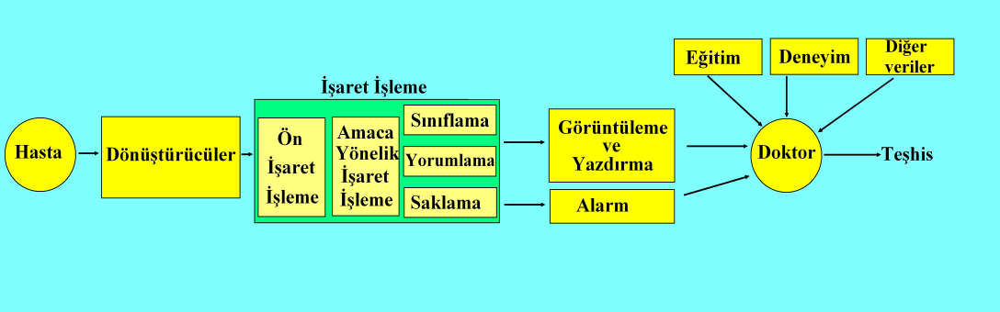 Hasta
Dönüştürücüler
İşaret İşleme
Ön
İşaret
İşleme
Amaca
Yönelik
İşaret
İşleme
Sınıflama
Yorumlama
Saklama
Görüntüleme
ve
Yazdırma
Alarm
Eğitim
Deneyim
Diğer
veriler
Doktor
Teşhis